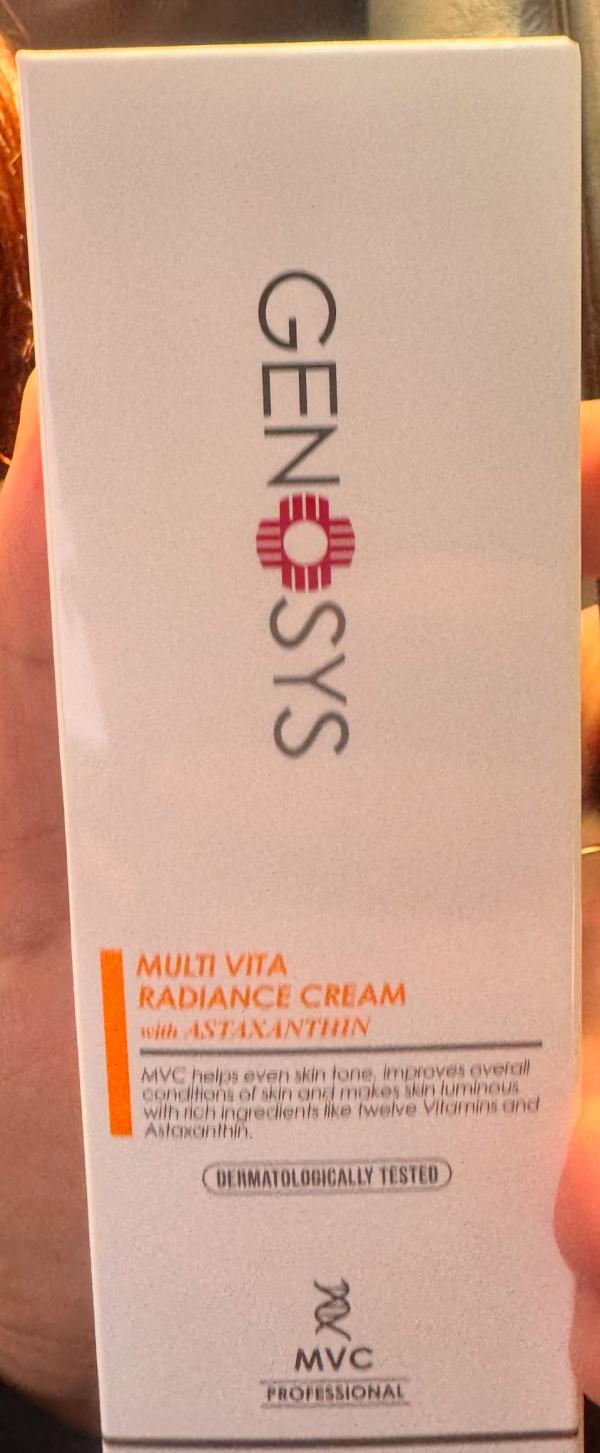 GENOSYS
MULTI VITA
RADIANCE CREAM
with ASTAXANTHIN
MVC helps even skin tone, improves overall
conditions of skin and makes skin luminous
with rich ingredients like twelve Vitamins and
Astaxanthin.
DERMATOLOGICALLY TESTED
MVC
PROFESSIONAL